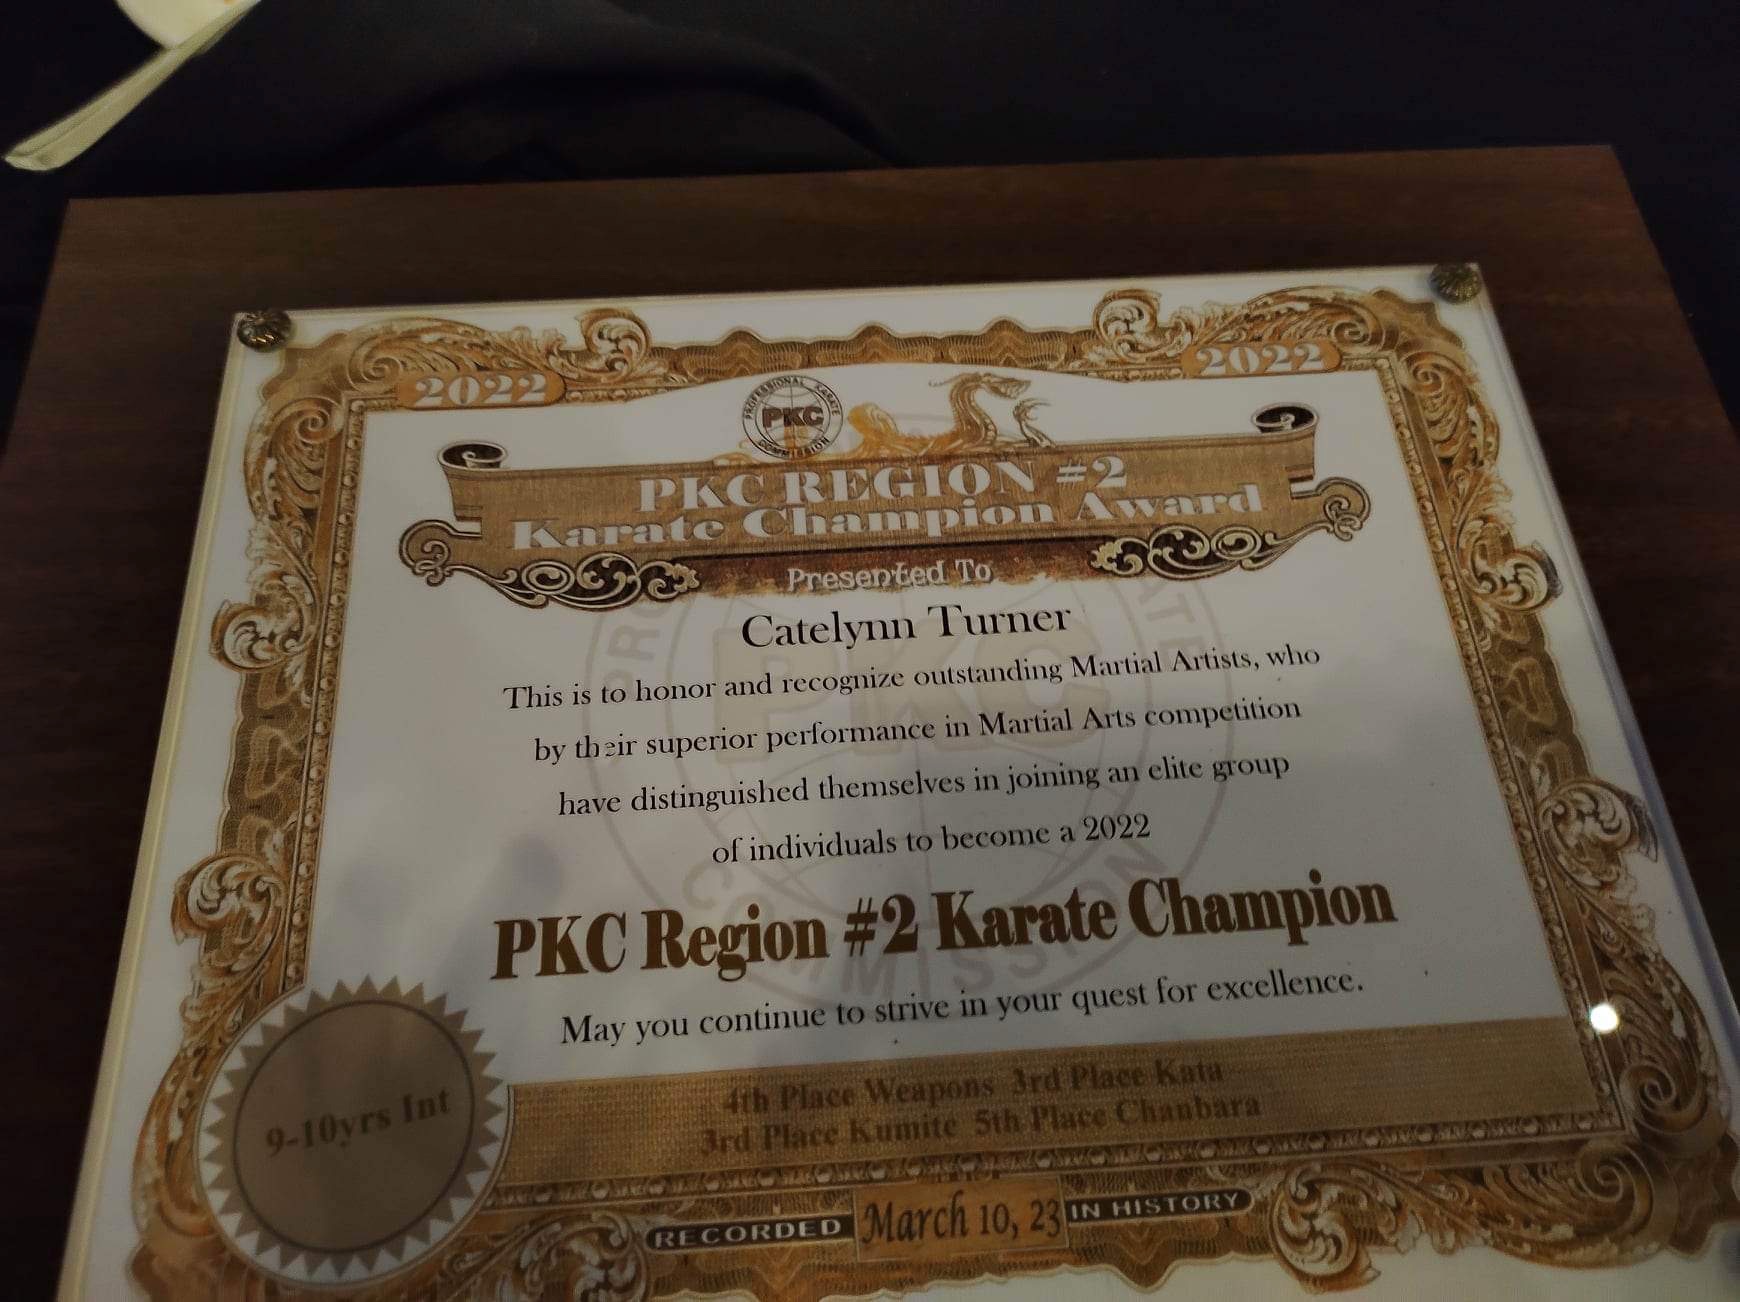 2022
2022
PROFESSIONAL KARATE
PKC
COMMISSION
PKC REGION #2
Karate Champion Award
Presented To
Catelynn Turner
This is to honor and recognize outstanding Martial Artists, who
by their superior performance in Martial Arts competition
have distinguished themselves in joining an elite group
of individuals to become a 2022
PKC Region #2 Karate Champion
May you continue to strive in your quest for excellence.
9-10yrs Int
4th Place Weapons 3rd Place Kata
3rd Place Kumite 5th Place Chanbara
RECORDED March 10, 23 IN HISTORY